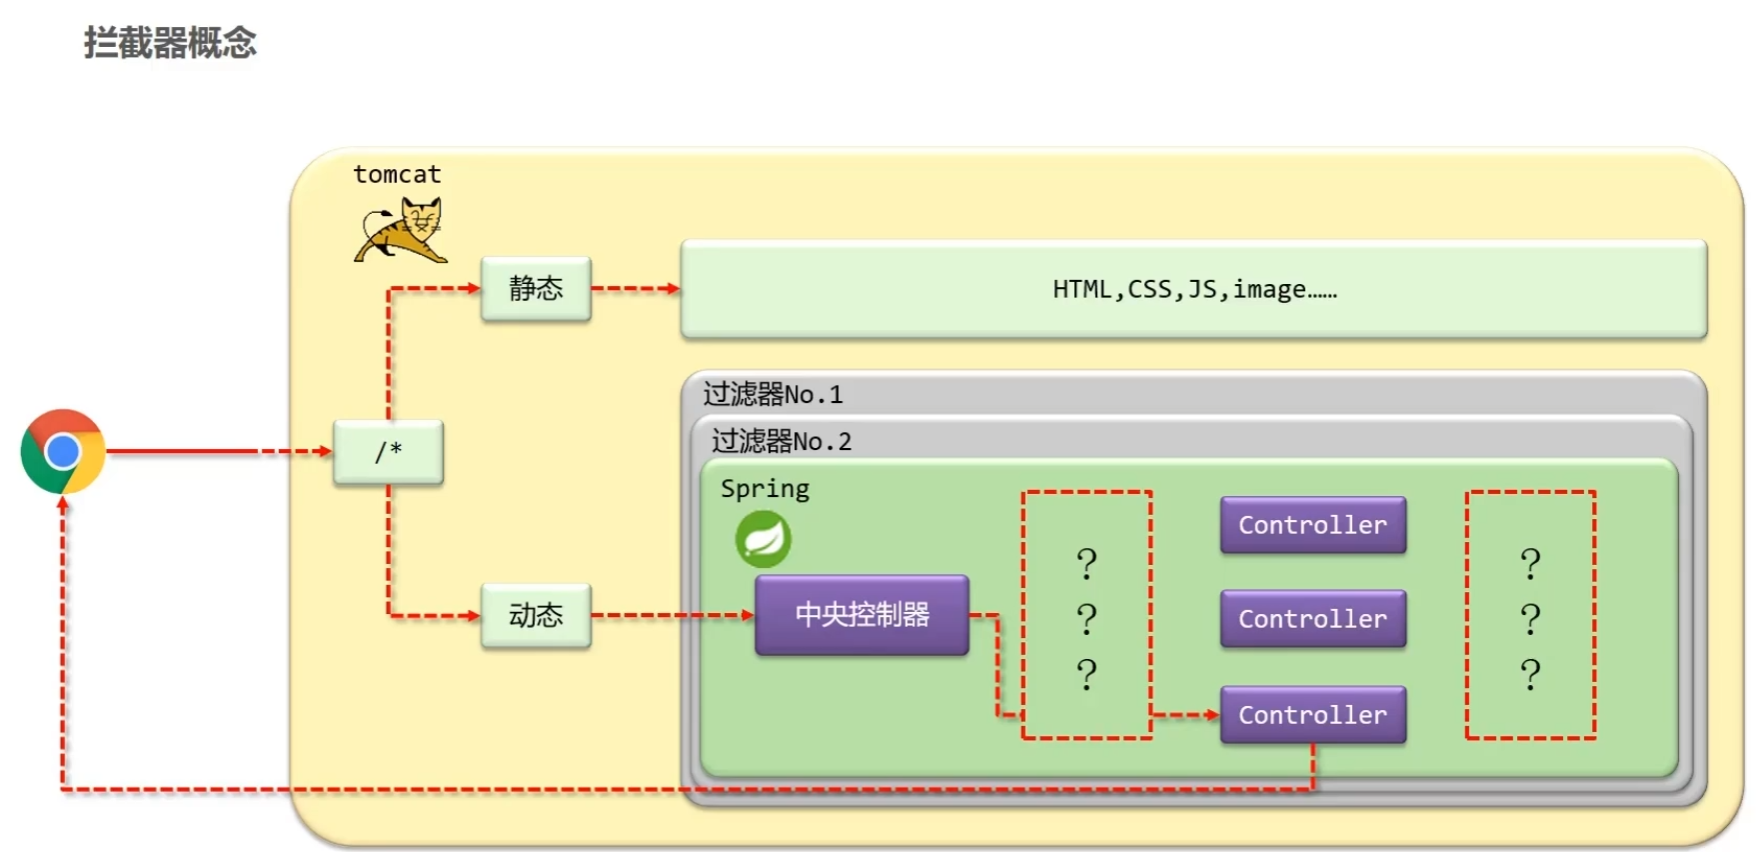 拦截器概念
tomcat
静态
HTML,CSS,JS,image……
/*
过滤器No.1
过滤器No.2
Spring
动态
中央控制器
?
?
?
Controller
Controller
Controller
?
?
?